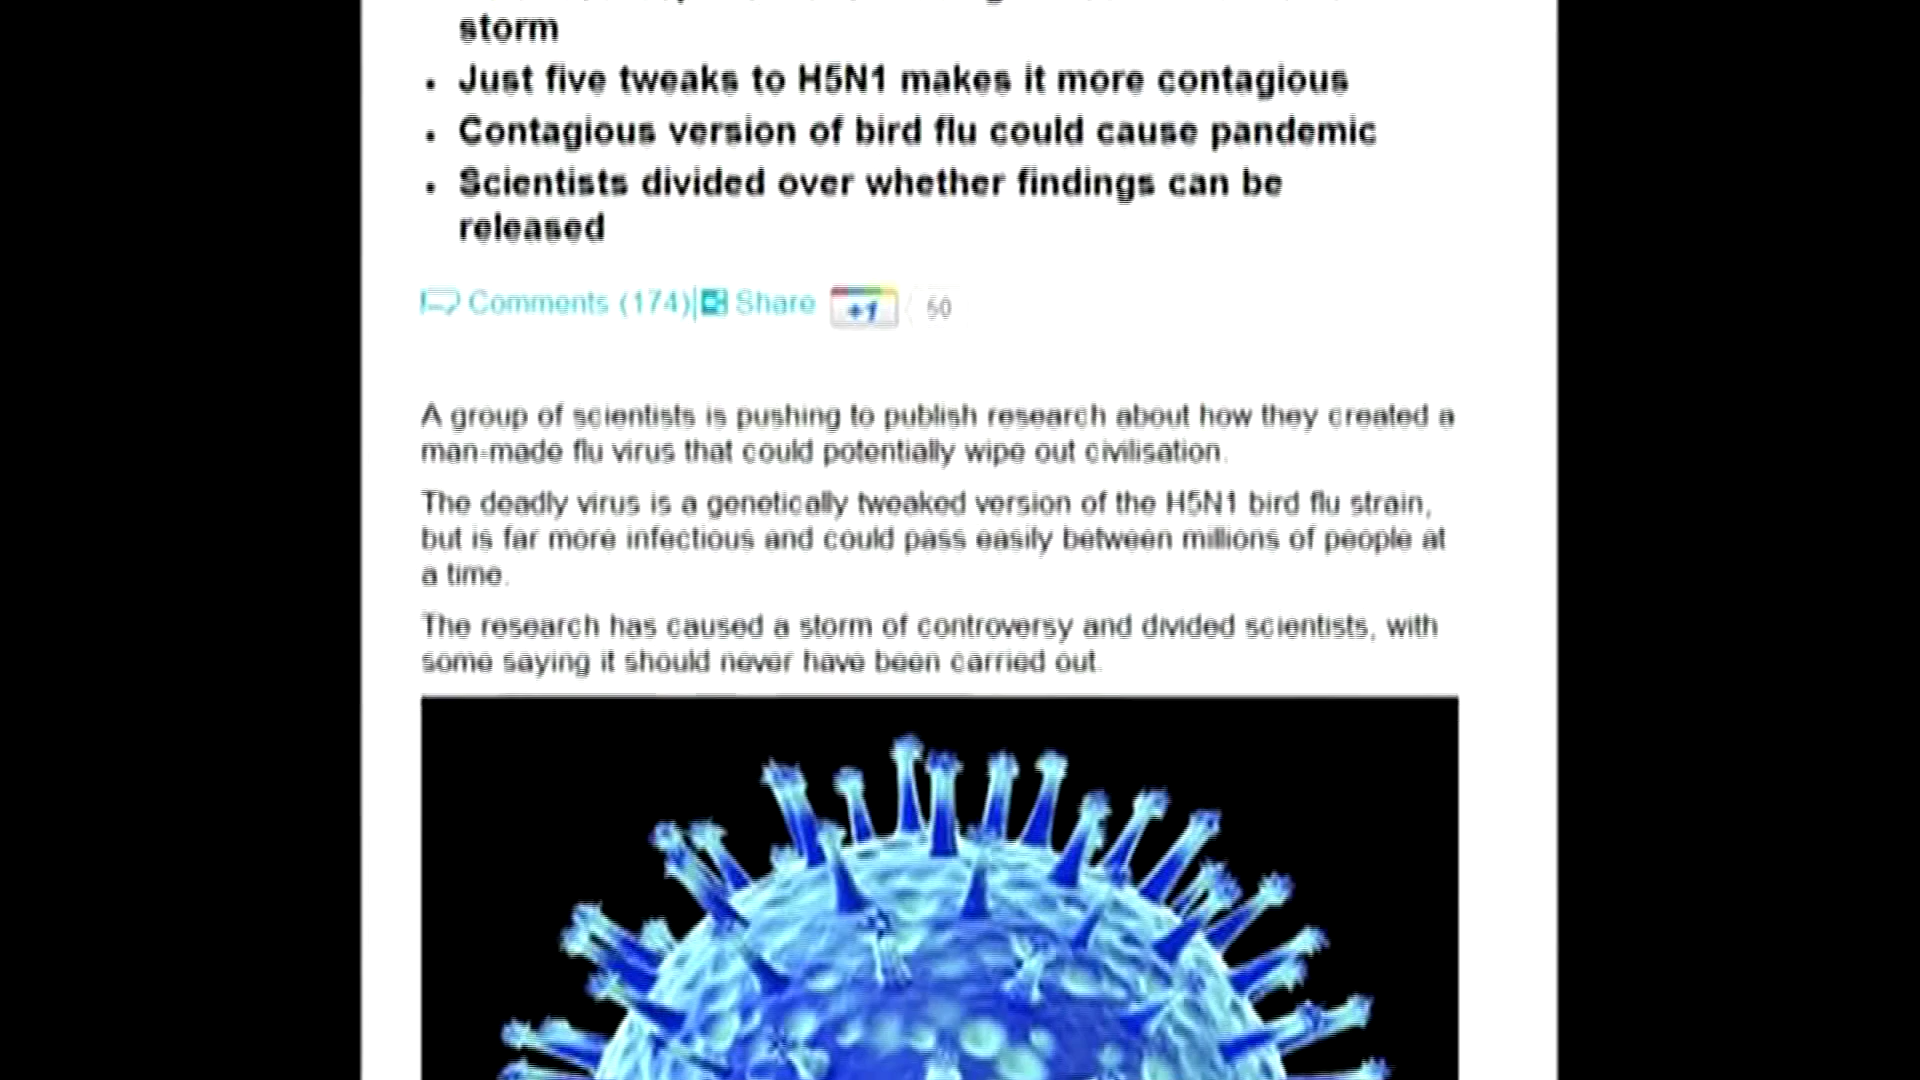 storm
• Just five tweaks to H5N1 makes it more contagious
• Contagious version of bird flu could cause pandemic
• Scientists divided over whether findings can be
released
Comments (174) Share +1 50
A group of scientists is pushing to publish research about how they created a
man-made flu virus that could potentially wipe out civilisation.
The deadly virus is a genetically tweaked version of the H5N1 bird flu strain,
but is far more infectious and could pass easily between millions of people at
a time.
The research has caused a storm of controversy and divided scientists, with
some saying it should never have been carried out.